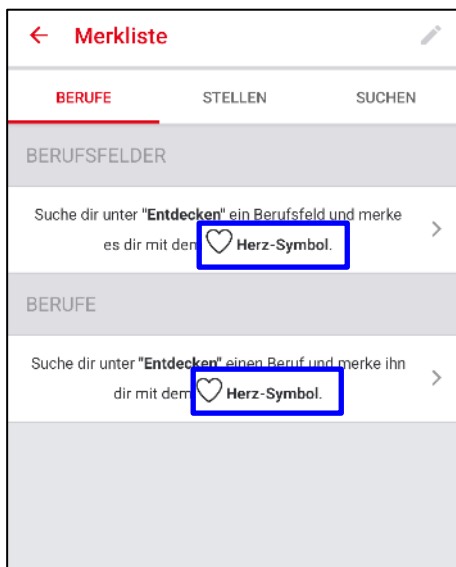 Merkliste
BERUFE STELLEN SUCHEN
BERUFSFELDER
Suche dir unter "Entdecken" ein Berufsfeld und merke
es dir mit dem Herz-Symbol.
BERUFE
Suche dir unter "Entdecken" einen Beruf und merke ihn
dir mit dem Herz-Symbol.